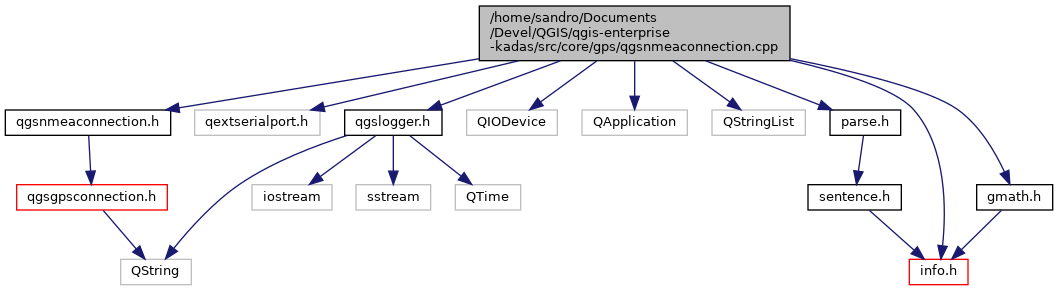 /home/sandro/Documents
/Devel/QGIS/qgis-enterprise
-kadas/src/core/gps/qgsnmeaconnection.cpp
qgsnmeaconnection.h
qextserialport.h
qgslogger.h
QIODevice
QApplication
QStringList
parse.h
qgsgpsconnection.h
iostream
sstream
QTime
sentence.h
gmath.h
QString
info.h